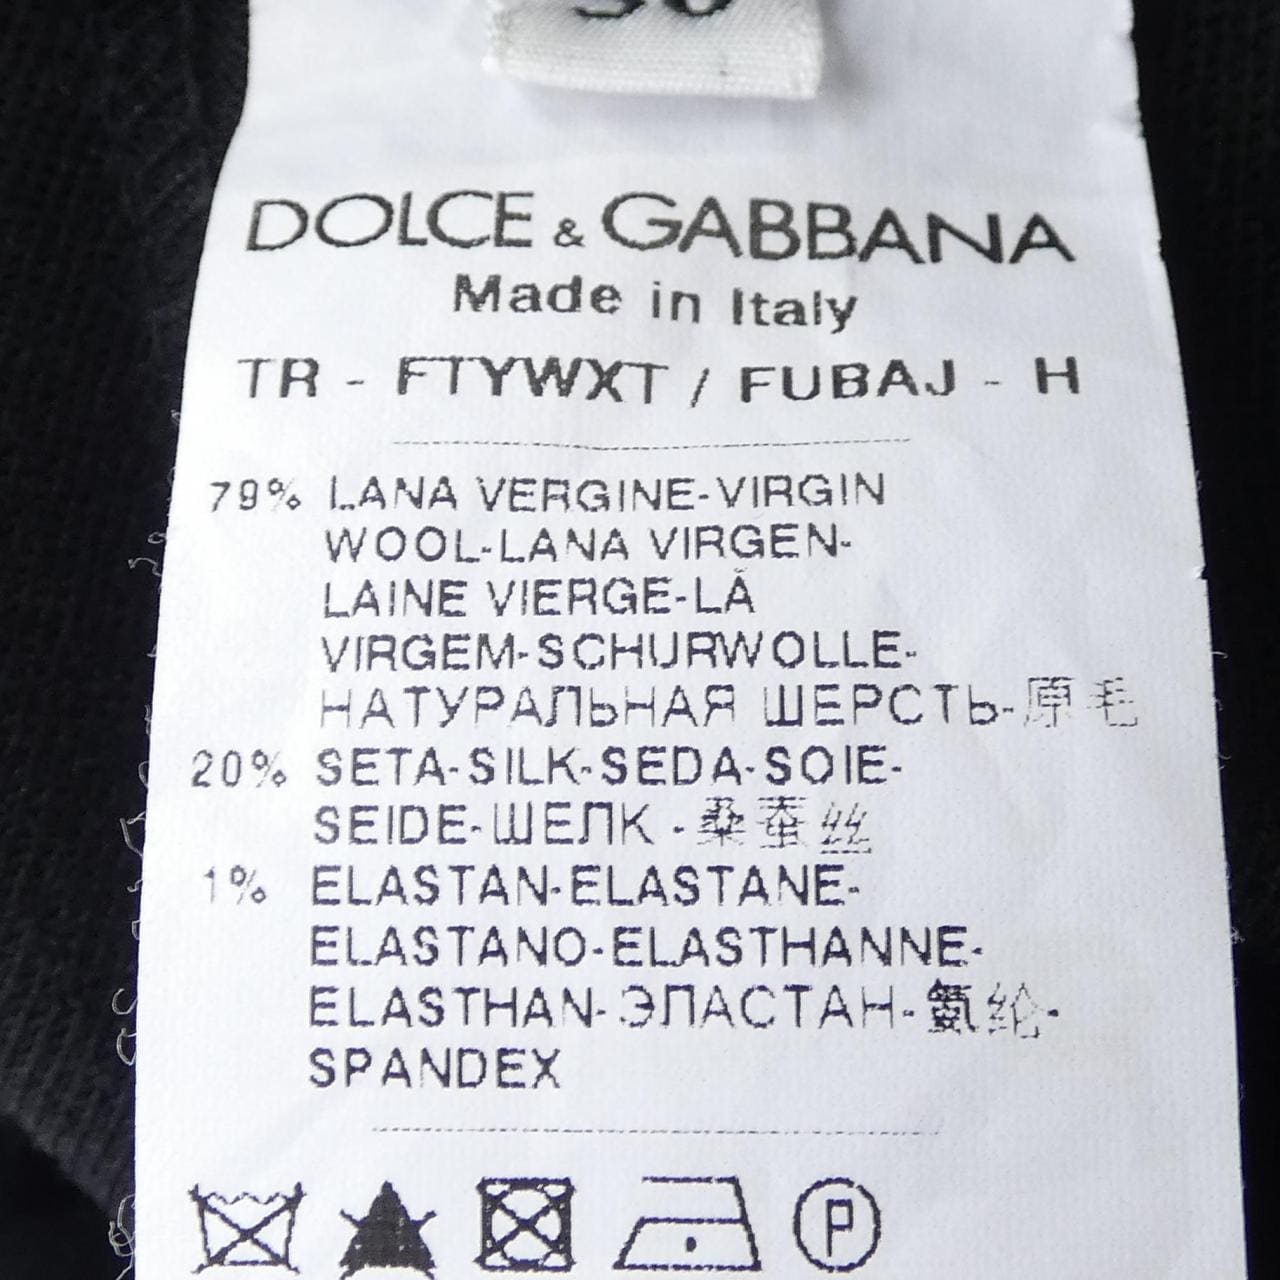 DOLCE & GABBANA
Made in Italy
TR - FTYWXT / FUBAJ - H
79% LANA VERGINE-VIRGIN
WOOL-LANA VIRGEN-
LAINE VIERGE-LÃ
VIRGEM-SCHURWOLLE-
НАТУРАЛЬНАЯ ШЕРСТЬ-原毛
20% SETA-SILK-SEDA-SOIE-
SEIDE-ШЕЛК -桑蚕丝
1% ELASTAN-ELASTANE-
ELASTANO-ELASTHANNE-
ELASTHAN-ЭЛАСТАН-氨纶-
SPANDEX
P